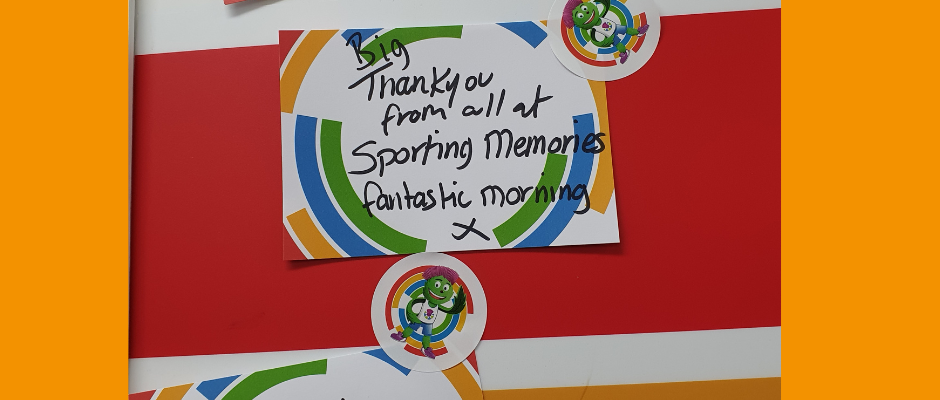 Big
Thankyou
from all at
Sporting Memories
fantastic morning
X